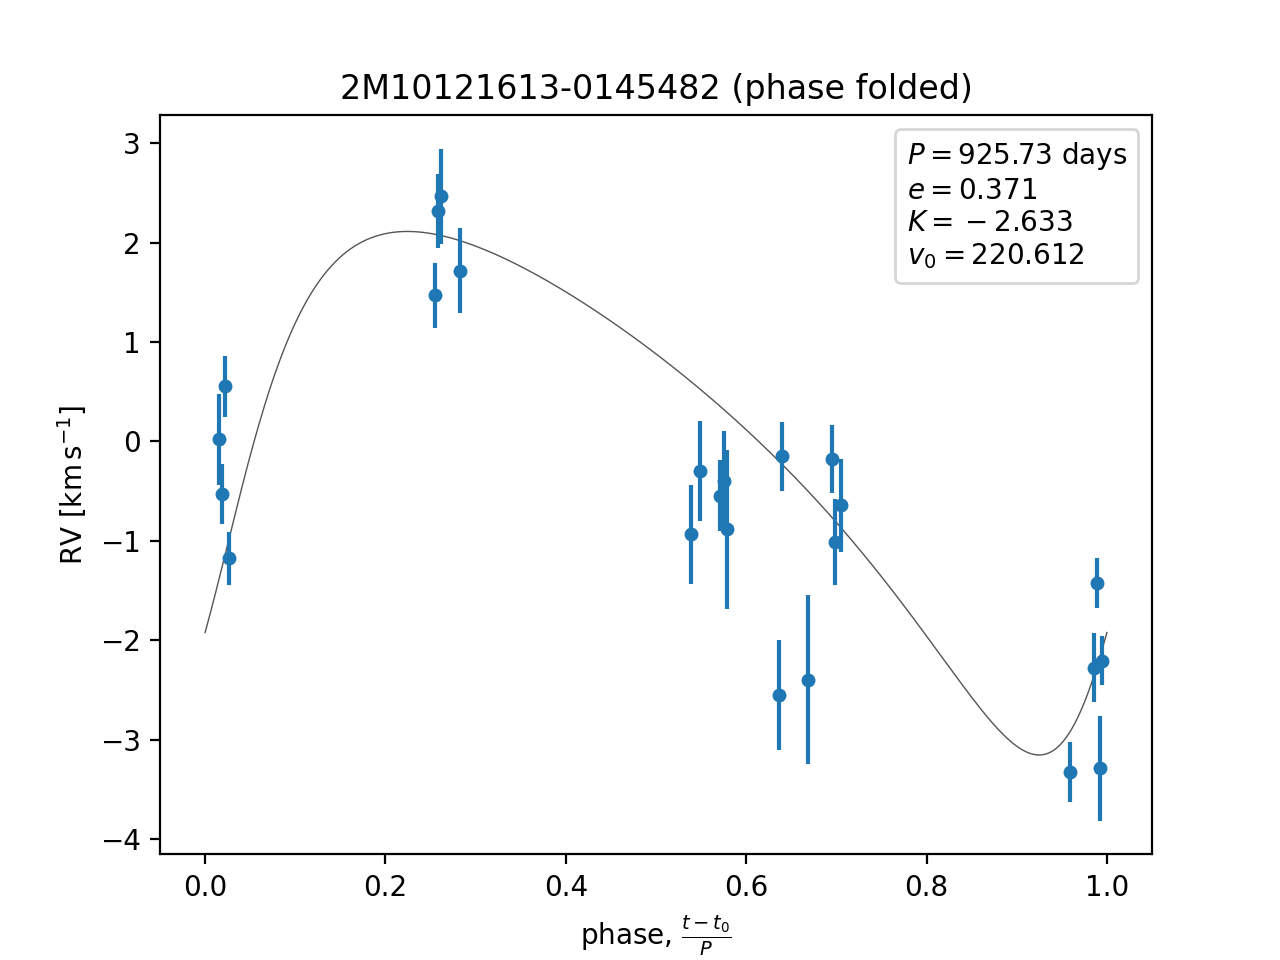 2M10121613-0145482 (phase folded)
P = 925.73 days
e = 0.371
K = −2.633
v₀ = 220.612
3
2
1
0
−1
−2
−3
−4
RV [km s⁻¹]
0.0 0.2 0.4 0.6 0.8 1.0
phase, (t − t₀)/P